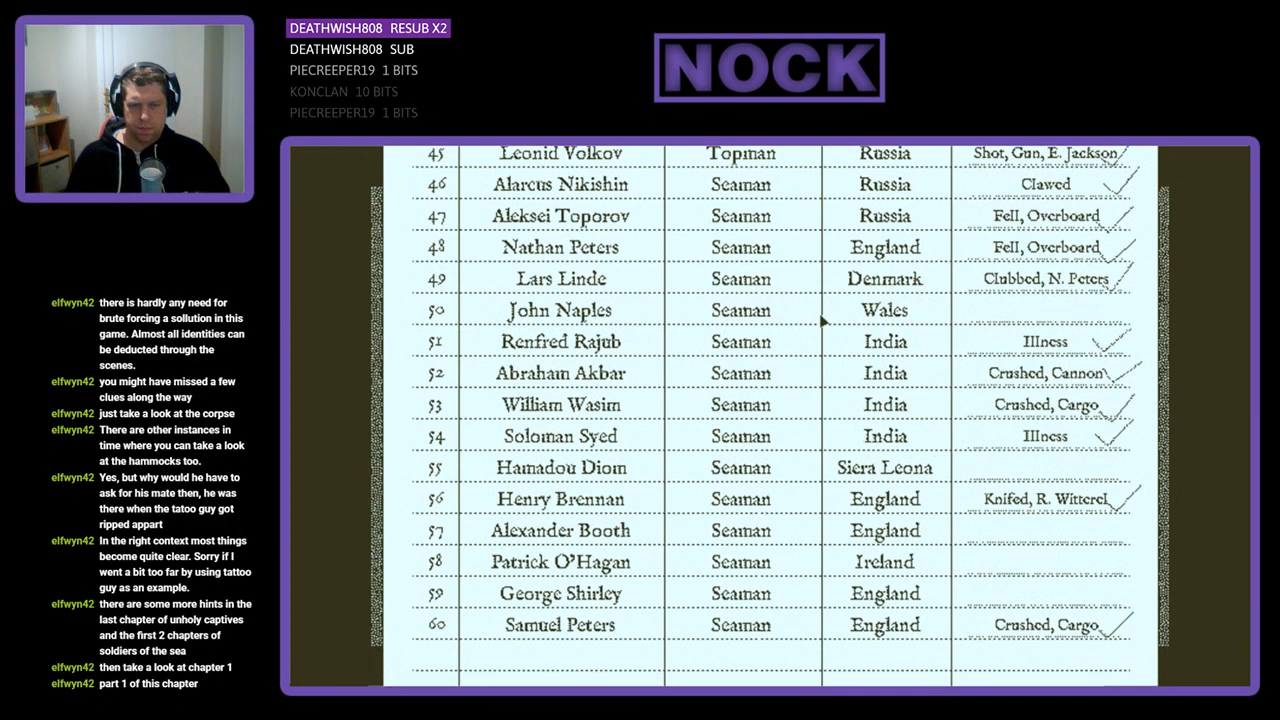 DEATHWISH808 RESUB X2
DEATHWISH808 SUB
PIECREEPER19 1 BITS
KONCLAN 10 BITS
PIECREEPER19 1 BITS
NOCK
45 Leonid Volkov Topman Russia Shot, Gun, E. Jackson
46 Alarcus Nikishin Seaman Russia Clawed
47 Aleksei Toporov Seaman Russia Fell, Overboard
48 Nathan Peters Seaman England Fell, Overboard
49 Lars Linde Seaman Denmark Clubbed, N. Peters
50 John Naples Seaman Wales
51 Renfred Rajub Seaman India Illness
52 Abraham Akbar Seaman India Crushed, Cannon
53 William Wasim Seaman India Crushed, Cargo
54 Soloman Syed Seaman India Illness
55 Hamadou Diom Seaman Siera Leona
56 Henry Brennan Seaman England Knifed, R. Witterel
57 Alexander Booth Seaman England
58 Patrick O'Hagan Seaman Ireland
59 George Shirley Seaman England
60 Samuel Peters Seaman England Crushed, Cargo
elfwyn42 there is hardly any need for
brute forcing a sollution in this
game. Almost all identities can
be deducted through the
scenes.
elfwyn42 you might have missed a few
clues along the way
elfwyn42 just take a look at the corpse
elfwyn42 There are other instances in
time where you can take a look
at the hammocks too.
elfwyn42 Yes, but why would he have to
ask for his mate then, he was
there when the tatoo guy got
ripped appart
elfwyn42 In the right context most things
become quite clear. Sorry if I
went a bit too far by using tattoo
guy as an example.
elfwyn42 there are some more hints in the
last chapter of unholy captives
and the first 2 chapters of
soldiers of the sea
elfwyn42 then take a look at chapter 1
elfwyn42 part 1 of this chapter